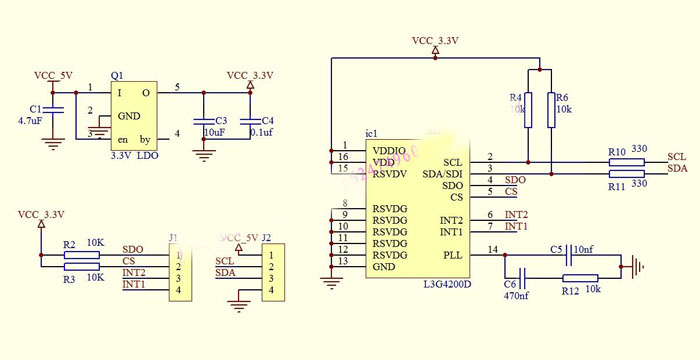 VCC_3.3V
Q1
VCC_5V
VCC_3.3V
1 I O 5
2 GND
3 en by 4
3.3V LDO
C1
4.7uF
C3
10uF
C4
0.1uf
R4
10k
R6
10k
ic1
1 VDDIO
16
15 RSVDV
8 RSVDG
9 RSVDG
10 RSVDG
11 RSVDG
12 RSVDG
13 GND
SCL 2
SDA/SDI 3
SDO 4 SDO
CS 5 CS
INT2 6 INT2
INT1 7 INT1
PLL 14
L3G4200D
R10 330 SCL
R11 330 SDA
C5 10nf
C6
470nf
R12 10k
VCC_3.3V
R2 10K SDO
R3 10K CS
INT2
INT1
J1
1
2
3
4
VCC_5V J2
SCL
SDA
1
2
3
4